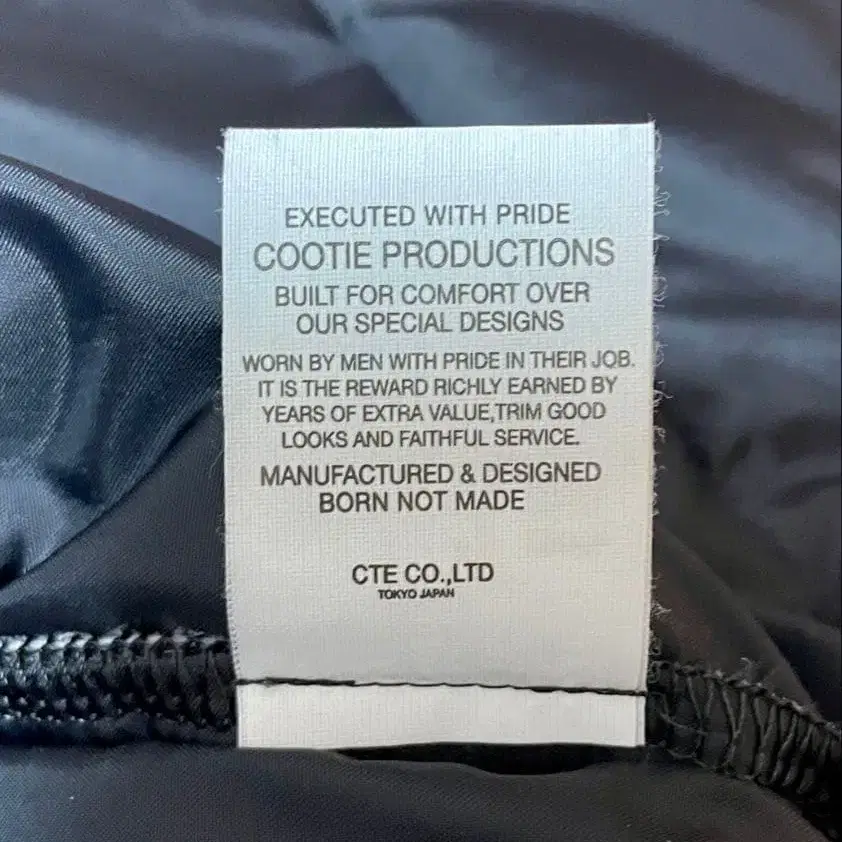 EXECUTED WITH PRIDE
COOTIE PRODUCTIONS
BUILT FOR COMFORT OVER
OUR SPECIAL DESIGNS
WORN BY MEN WITH PRIDE IN THEIR JOB.
IT IS THE REWARD RICHLY EARNED BY
YEARS OF EXTRA VALUE,TRIM GOOD
LOOKS AND FAITHFUL SERVICE.
MANUFACTURED & DESIGNED
BORN NOT MADE
CTE CO.,LTD
TOKYO JAPAN